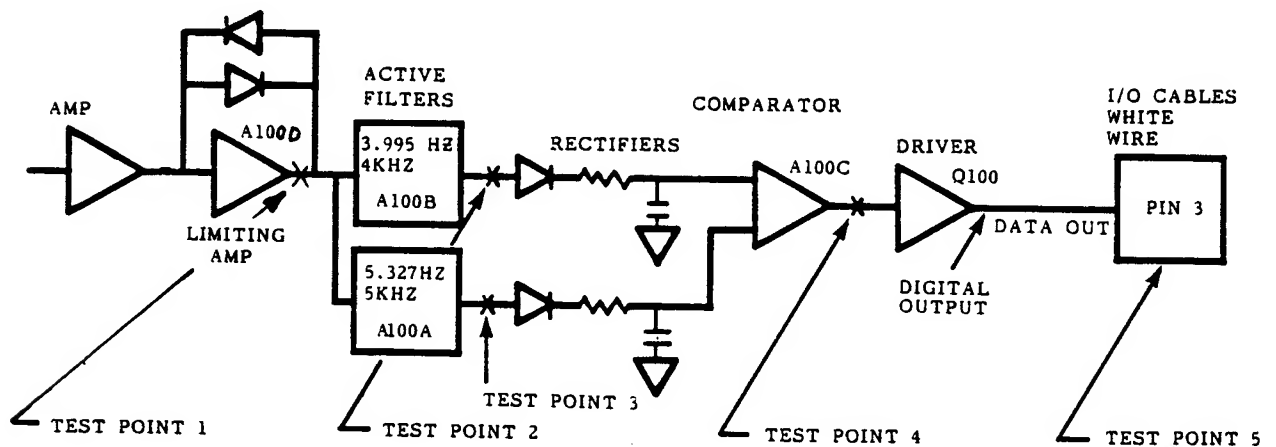 AMP
A100D
LIMITING
AMP
ACTIVE
FILTERS
3.995 HZ
4KHZ
A100B
5.327HZ
5KHZ
A100A
RECTIFIERS
COMPARATOR
A100C
DRIVER
Q100
DATA OUT
DIGITAL
OUTPUT
I/O CABLES
WHITE
WIRE
PIN 3
TEST POINT 1
TEST POINT 2
TEST POINT 3
TEST POINT 4
TEST POINT 5